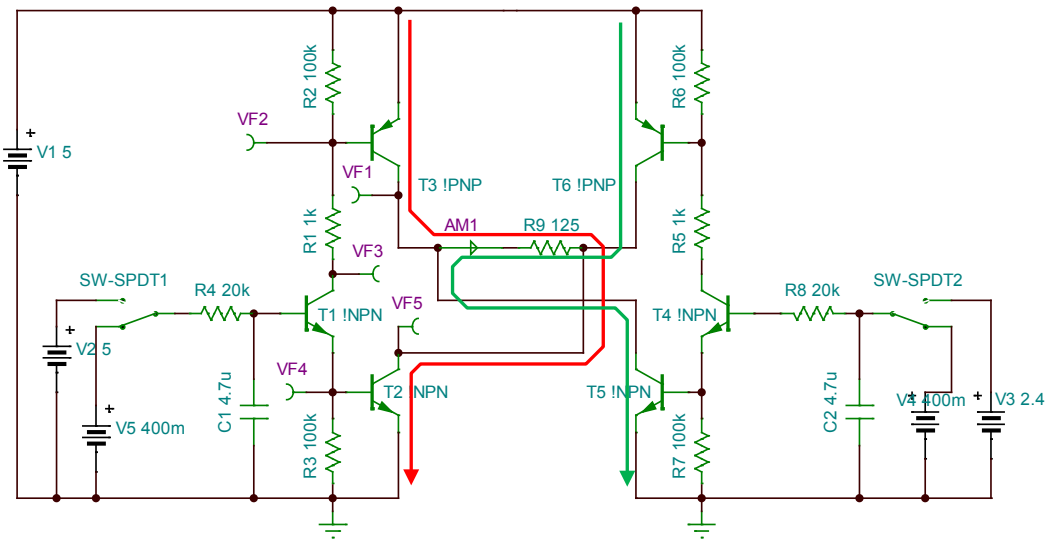 R2 100k
R6 100k
VF2
V1 5
VF1
T3 !PNP
T6 !PNP
R1 1k
AM1
R9 125
R5 1k
VF3
SW-SPDT1
R4 20k
T1 !NPN
VF5
T4 !NPN
R8 20k
SW-SPDT2
V2 5
VF4
C1 4.7u
T2 !NPN
T5 !NPN
C2 4.7u
V4 400m
V3 2.4
V5 400m
R3 100k
R7 100k